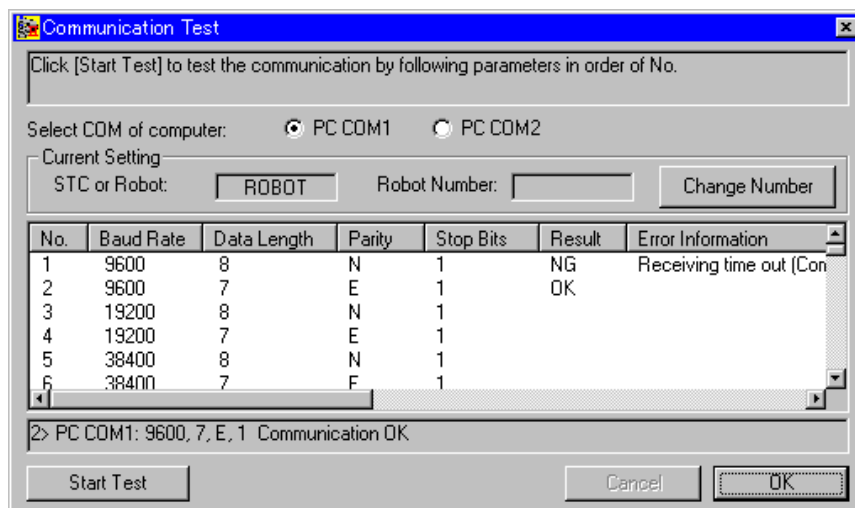 Communication Test
Click [Start Test] to test the communication by following parameters in order of No.
Select COM of computer: PC COM1 PC COM2
Current Setting
STC or Robot: ROBOT Robot Number: Change Number
No. Baud Rate Data Length Parity Stop Bits Result Error Information
1 9600 8 N 1 NG Receiving time out (Con
2 9600 7 E 1 OK
3 19200 8 N 1
4 19200 7 E 1
5 38400 8 N 1
6 38400 7 E 1
2> PC COM1: 9600, 7, E, 1 Communication OK
Start Test Cancel OK